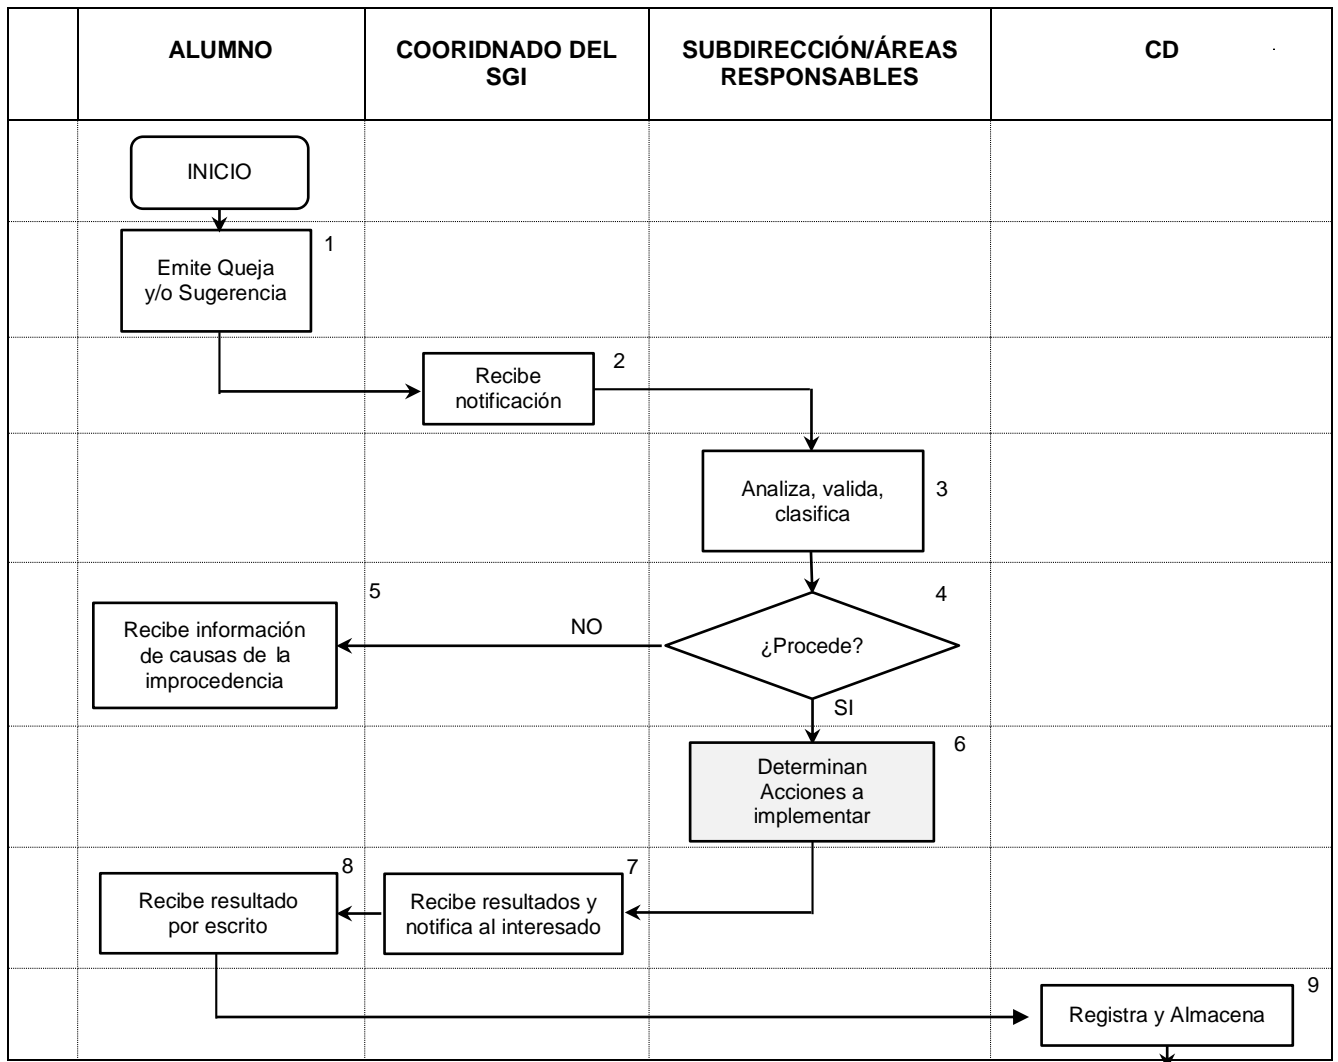 ALUMNO
COORIDNADO DEL
SGI
SUBDIRECCIÓN/ÁREAS
RESPONSABLES
CD
INICIO
1
Emite Queja
y/o Sugerencia
2
Recibe
notificación
3
Analiza, valida,
clasifica
4
¿Procede?
NO
SI
5
Recibe información
de causas de la
improcedencia
6
Determinan
Acciones a
implementar
7
Recibe resultados y
notifica al interesado
8
Recibe resultado
por escrito
9
Registra y Almacena